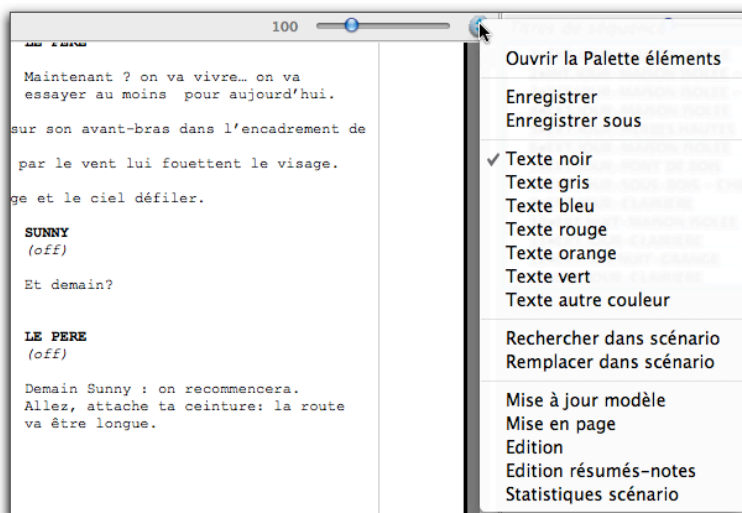 100
LE PERE
Maintenant ? on va vivre… on va
essayer au moins  pour aujourd’hui.
sur son avant-bras dans l’encadrement de
par le vent lui fouettent le visage.
ge et le ciel défiler.
SUNNY
(off)
Et demain?
LE PERE
(off)
Demain Sunny : on recommencera.
Allez, attache ta ceinture: la route
va être longue.
Titres de séquence
Ouvrir la Palette éléments
Enregistrer
Enregistrer sous
✓ Texte noir
Texte gris
Texte bleu
Texte rouge
Texte orange
Texte vert
Texte autre couleur
Rechercher dans scénario
Remplacer dans scénario
Mise à jour modèle
Mise en page
Edition
Edition résumés-notes
Statistiques scénario